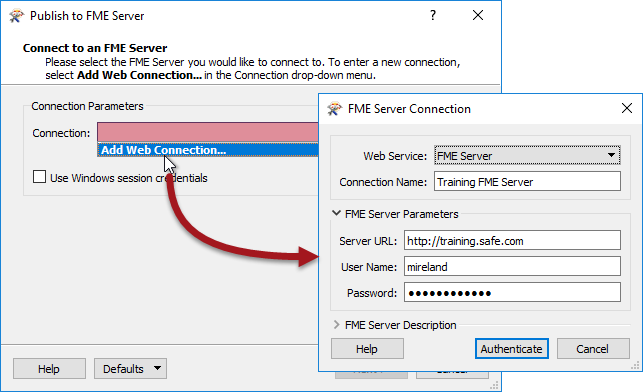 Publish to FME Server
Connect to an FME Server
Please select the FME Server you would like to connect to. To enter a new connection,
select Add Web Connection... in the Connection drop-down menu.
Connection Parameters
Connection:
Add Web Connection...
Use Windows session credentials
Help
Defaults
FME Server Connection
Web Service: FME Server
Connection Name: Training FME Server
FME Server Parameters
Server URL: http://training.safe.com
User Name: mireland
Password: ●●●●●●●●●●●●
FME Server Description
Help
Authenticate
Cancel